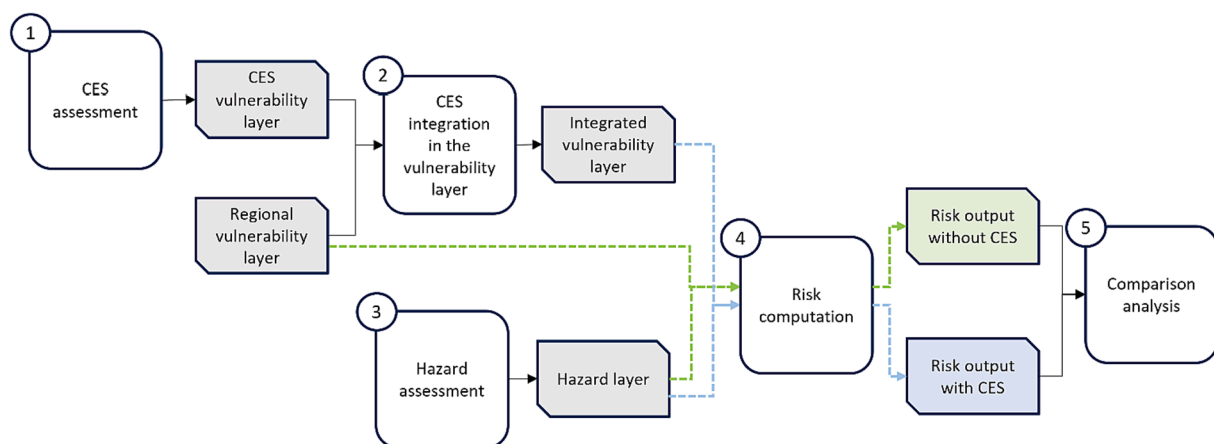 1
CES
assessment
CES
vulnerability
layer
Regional
vulnerability
layer
2
CES
integration
in the
vulnerability
layer
Integrated
vulnerability
layer
3
Hazard
assessment
Hazard layer
4
Risk
computation
Risk output
without CES
Risk output
with CES
5
Comparison
analysis